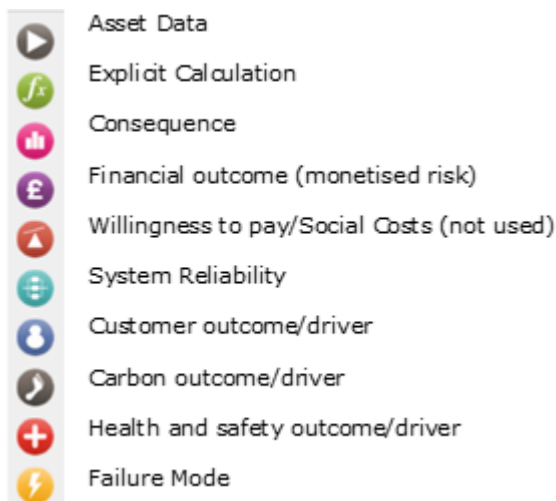 Asset Data
fx
Explicit Calculation
Consequence
£
Financial outcome (monetised risk)
Willingness to pay/Social Costs (not used)
System Reliability
Customer outcome/driver
Carbon outcome/driver
Health and safety outcome/driver
Failure Mode